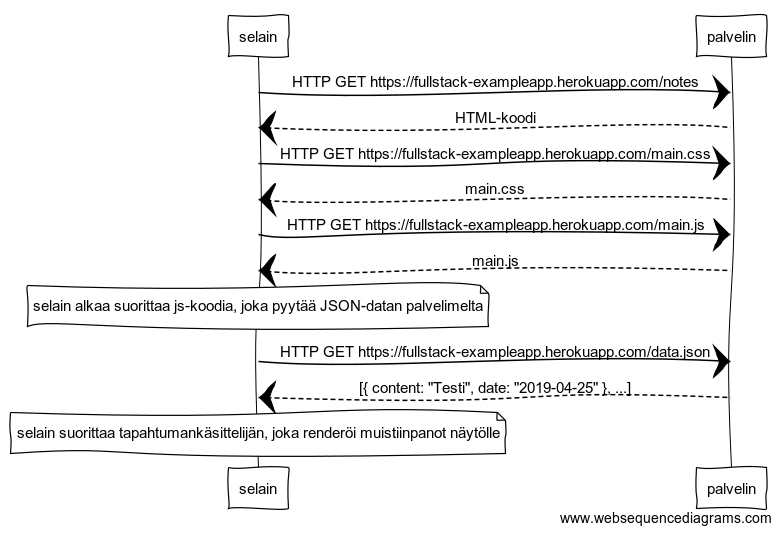 selain palvelin
HTTP GET https://fullstack-exampleapp.herokuapp.com/notes
HTML-koodi
HTTP GET https://fullstack-exampleapp.herokuapp.com/main.css
main.css
HTTP GET https://fullstack-exampleapp.herokuapp.com/main.js
main.js
selain alkaa suorittaa js-koodia, joka pyytää JSON-datan palvelimelta
HTTP GET https://fullstack-exampleapp.herokuapp.com/data.json
[{ content: "Testi", date: "2019-04-25" }, ...]
selain suorittaa tapahtumankäsittelijän, joka renderöi muistiinpanot näytölle
selain palvelin
www.websequencediagrams.com